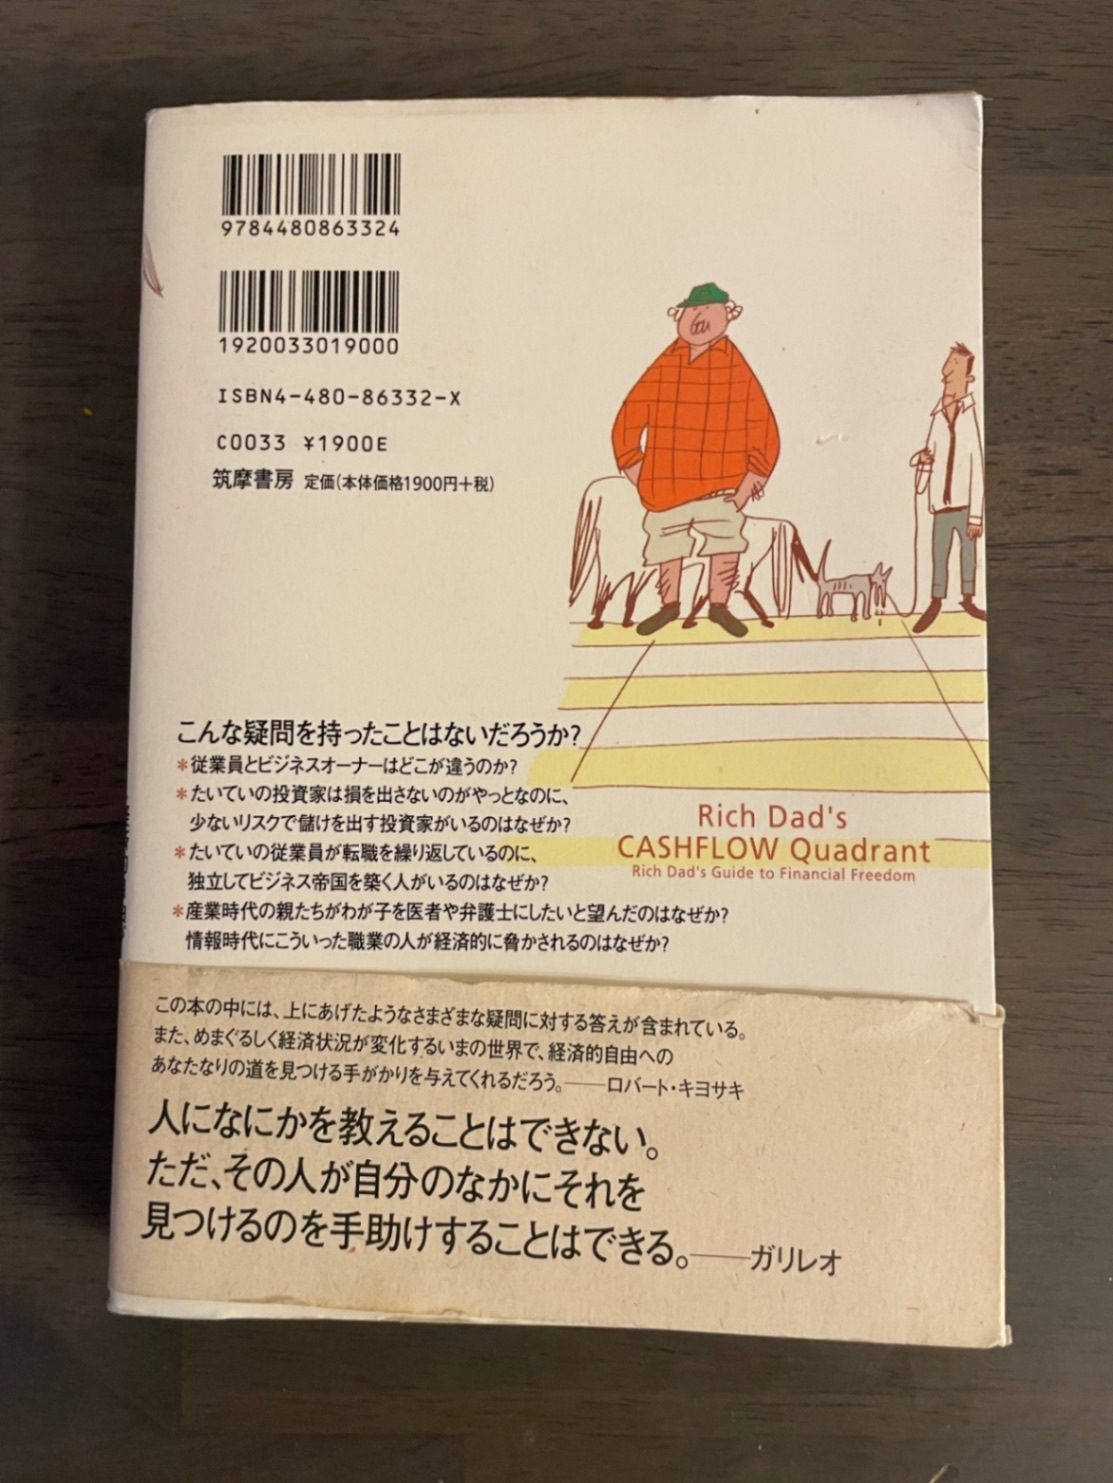 9784480863324
1920033019000
ISBN4-480-86332-X
C0033 ¥1900E
筑摩書房 定価(本体価格1900円+税)
こんな疑問を持ったことはないだろうか?
*従業員とビジネスオーナーはどこが違うのか?
*たいていの投資家は損を出さないのがやっとなのに、
少ないリスクで儲けを出す投資家がいるのはなぜか?
*たいていの従業員が転職を繰り返しているのに、
独立してビジネス帝国を築く人がいるのはなぜか?
*産業時代の親たちがわが子を医者や弁護士にしたいと望んだのはなぜか?
情報時代にこういった職業の人が経済的に脅かされるのはなぜか?
Rich Dad's
CASHFLOW Quadrant
Rich Dad's Guide to Financial Freedom
この本の中には、上にあげたようなさまざまな疑問に対する答えが含まれている。
また、めまぐるしく経済状況が変化するいまの世界で、経済的自由への
あなたなりの道を見つける手がかりを与えてくれるだろう。——ロバート・キヨサキ
人になにかを教えることはできない。
ただ、その人が自分のなかにそれを
見つけるのを手助けすることはできる。——ガリレオ